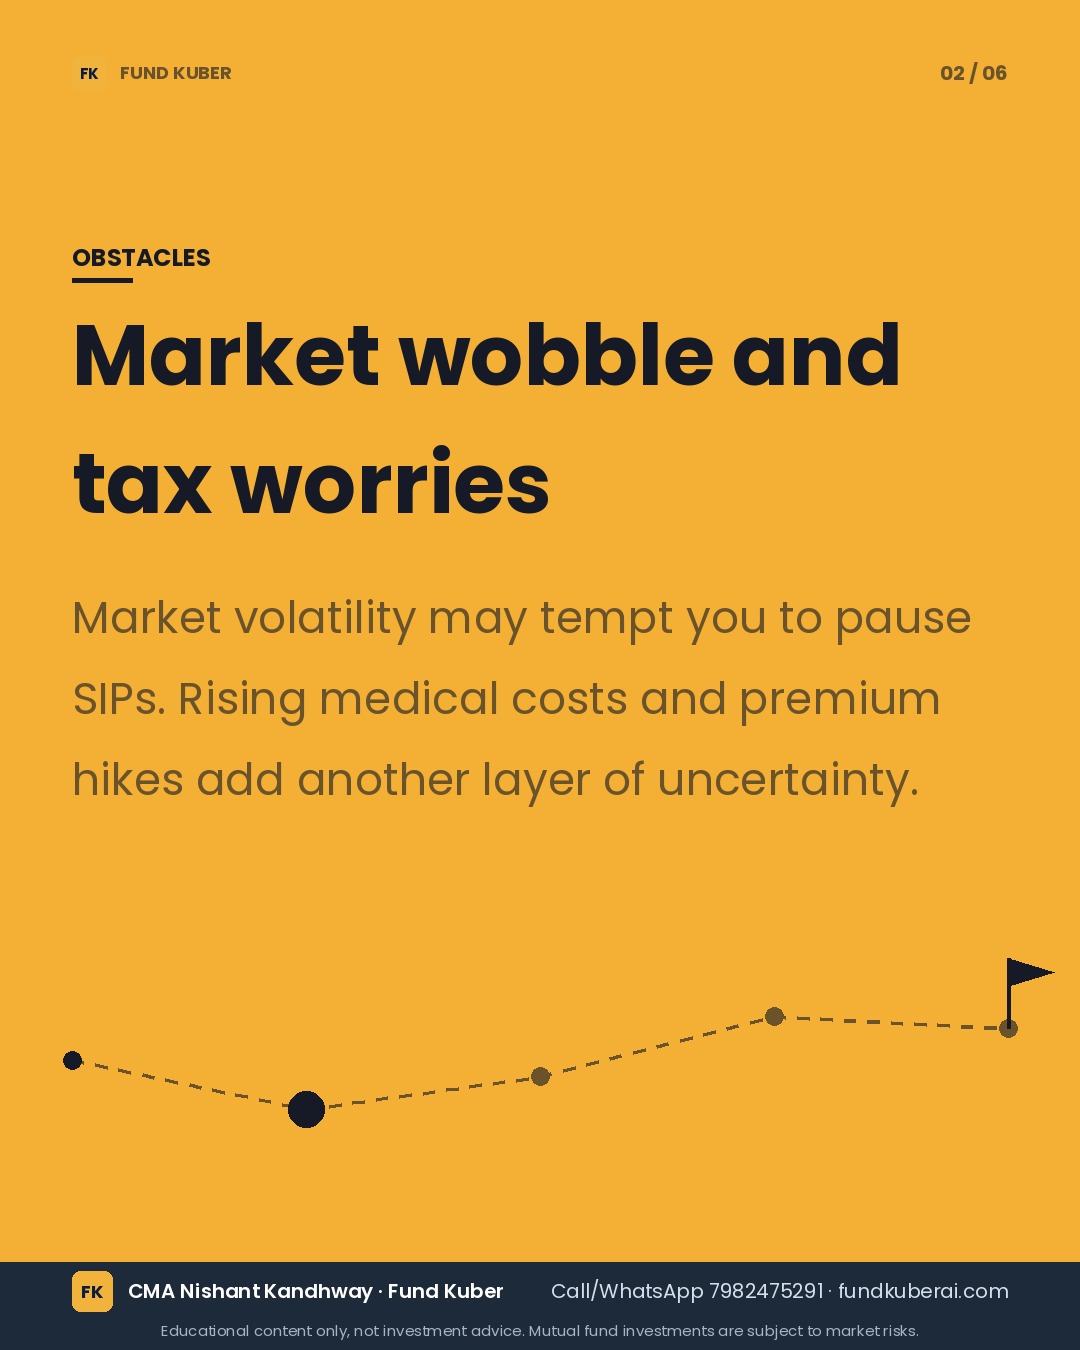 FK FUND KUBER 02 / 06
OBSTACLES
Market wobble and
tax worries
Market volatility may tempt you to pause
SIPs. Rising medical costs and premium
hikes add another layer of uncertainty.
FK CMA Nishant Kandhway · Fund Kuber Call/WhatsApp 7982475291 · fundkuberai.com
Educational content only, not investment advice. Mutual fund investments are subject to market risks.